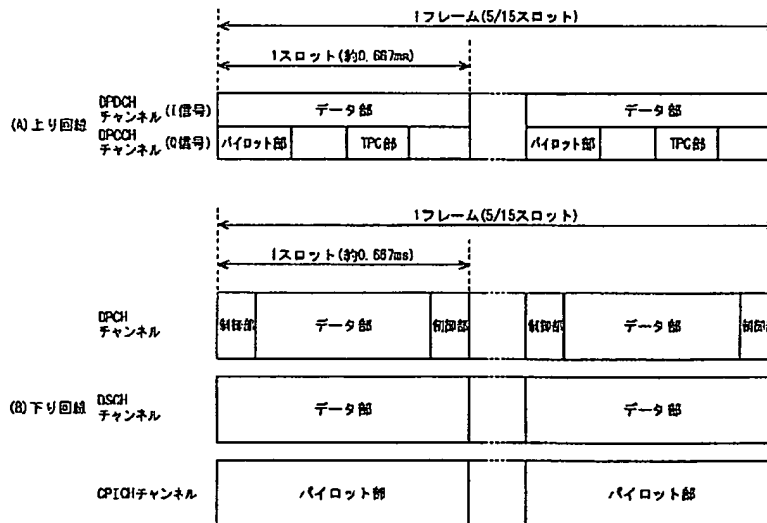 1フレーム(5/15スロット)
1スロット(約0.667ms)
(A)上り回線
DPDCH
チャンネル(I信号)
データ部
データ部
DPCCH
チャンネル(Q信号)
パイロット部
TPC部
パイロット部
TPC部
1フレーム(5/15スロット)
1スロット(約0.667ms)
DPCH
チャンネル
制御部
データ部
制御部
制御部
データ部
制御部
(B)下り回線
DSCH
チャンネル
データ部
データ部
CPICHチャンネル
パイロット部
パイロット部